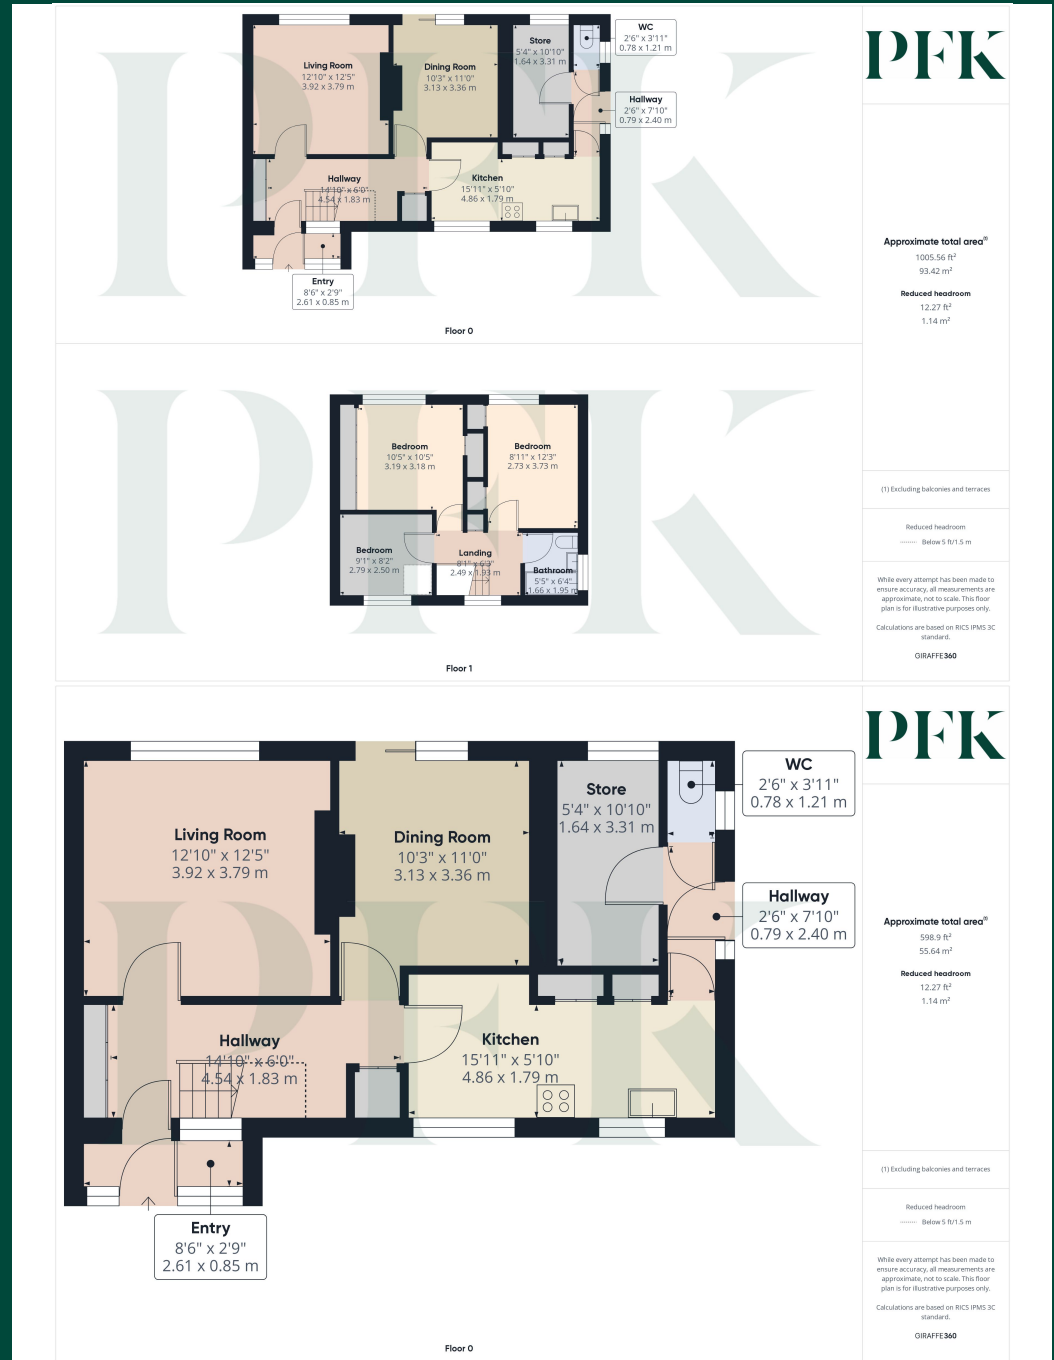 Living Room
12'10" x 12'5"
3.92 x 3.79 m
Dining Room
10'3" x 11'0"
3.13 x 3.36 m
Store
5'4" x 10'10"
1.64 x 3.31 m
WC
2'6" x 3'11"
0.78 x 1.21 m
Hallway
2'6" x 7'10"
0.79 x 2.40 m
Hallway
14'10" x 6'0"
4.54 x 1.83 m
Kitchen
15'11" x 5'10"
4.86 x 1.79 m
Entry
8'6" x 2'9"
2.61 x 0.85 m
Floor 0
PFK
PFK
Approximate total area(1)
1005.56 ft²
93.42 m²
Reduced headroom
12.27 ft²
1.14 m²
Bedroom
10'5" x 10'5"
3.19 x 3.18 m
Bedroom
8'11" x 12'3"
2.73 x 3.73 m
Bedroom
9'1" x 8'2"
2.79 x 2.50 m
Landing
8'1" x 6'3"
2.49 x 1.93 m
Bathroom
5'5" x 6'4"
1.66 x 1.95 m
Floor 1
PFK
(1) Excluding balconies and terraces
Reduced headroom
Below 5 ft/1.5 m
While every attempt has been made to
ensure accuracy, all measurements are
approximate, not to scale. This floor
plan is for illustrative purposes only.
Calculations are based on RICS IPMS 3C
standard.
GIRAFFE360
Living Room
12'10" x 12'5"
3.92 x 3.79 m
Dining Room
10'3" x 11'0"
3.13 x 3.36 m
Store
5'4" x 10'10"
1.64 x 3.31 m
WC
2'6" x 3'11"
0.78 x 1.21 m
Hallway
2'6" x 7'10"
0.79 x 2.40 m
Hallway
14'10" x 6'0"
4.54 x 1.83 m
Kitchen
15'11" x 5'10"
4.86 x 1.79 m
Entry
8'6" x 2'9"
2.61 x 0.85 m
Floor 0
PFK
PFK
Approximate total area(1)
598.9 ft²
55.64 m²
Reduced headroom
12.27 ft²
1.14 m²
(1) Excluding balconies and terraces
Reduced headroom
Below 5 ft/1.5 m
While every attempt has been made to
ensure accuracy, all measurements are
approximate, not to scale. This floor
plan is for illustrative purposes only.
Calculations are based on RICS IPMS 3C
standard.
GIRAFFE360